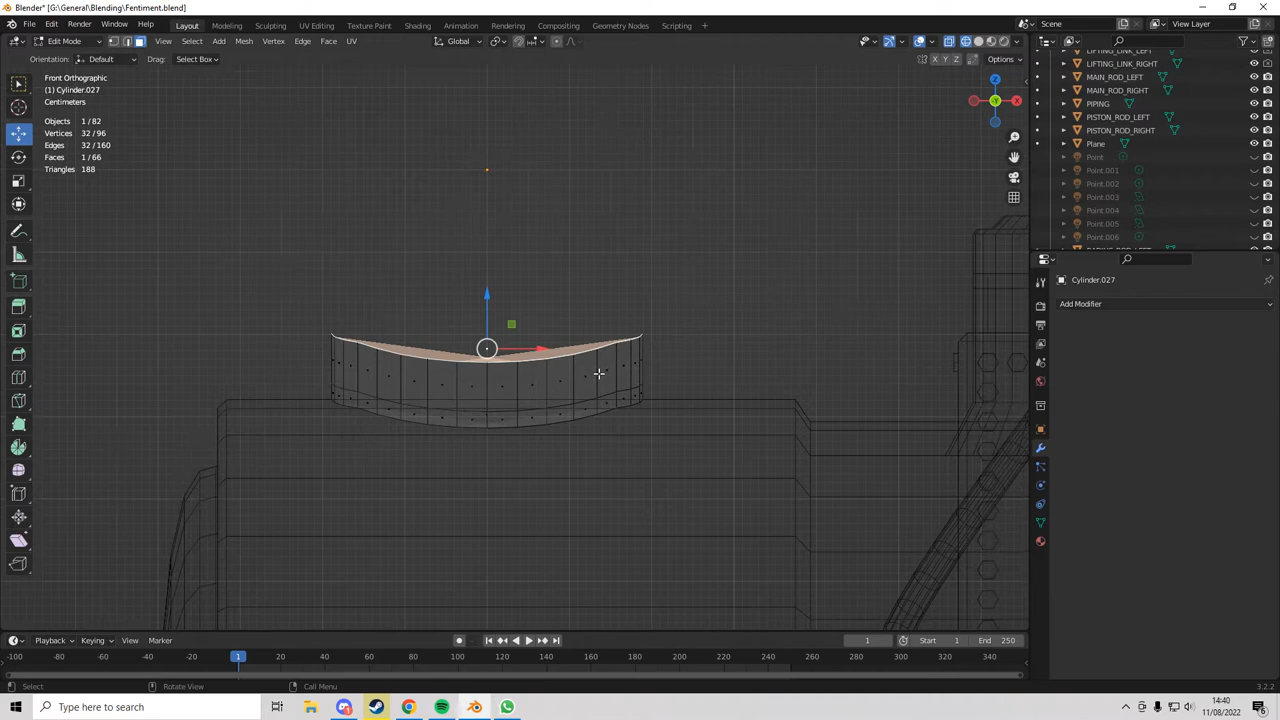 Blender* [G:\General\Blending\Fentiment.blend]
File Edit Render Window Help Layout Modeling Sculpting UV Editing Texture Paint Shading Animation Rendering Compositing Geometry Nodes Scripting + Scene View Layer
Edit Mode View Select Add Mesh Vertex Edge Face UV Global
Orientation: Default Drag: Select Box X Y Z Options
Front Orthographic
(1) Cylinder.027
Centimeters
Objects 1/82
Vertices 32/96
Edges 32/160
Faces 1/66
Triangles 188
Z
Y
X
LIFTING_LINK_RIGHT
MAIN_ROD_LEFT
MAIN_ROD_RIGHT
PIPING
PISTON_ROD_LEFT
PISTON_ROD_RIGHT
Plane
Point
Point.001
Point.002
Point.003
Point.004
Point.005
Point.006
Cylinder.027
Add Modifier
Playback Keying View Marker 1 Start 1 End 250
-100 -80 -60 -40 -20 1 20 40 60 80 100 120 140 160 180 200 220 240 260 280 300 320 340
Select Rotate View Call Menu 3.2.2
Type here to search
14:40
11/08/2022
6